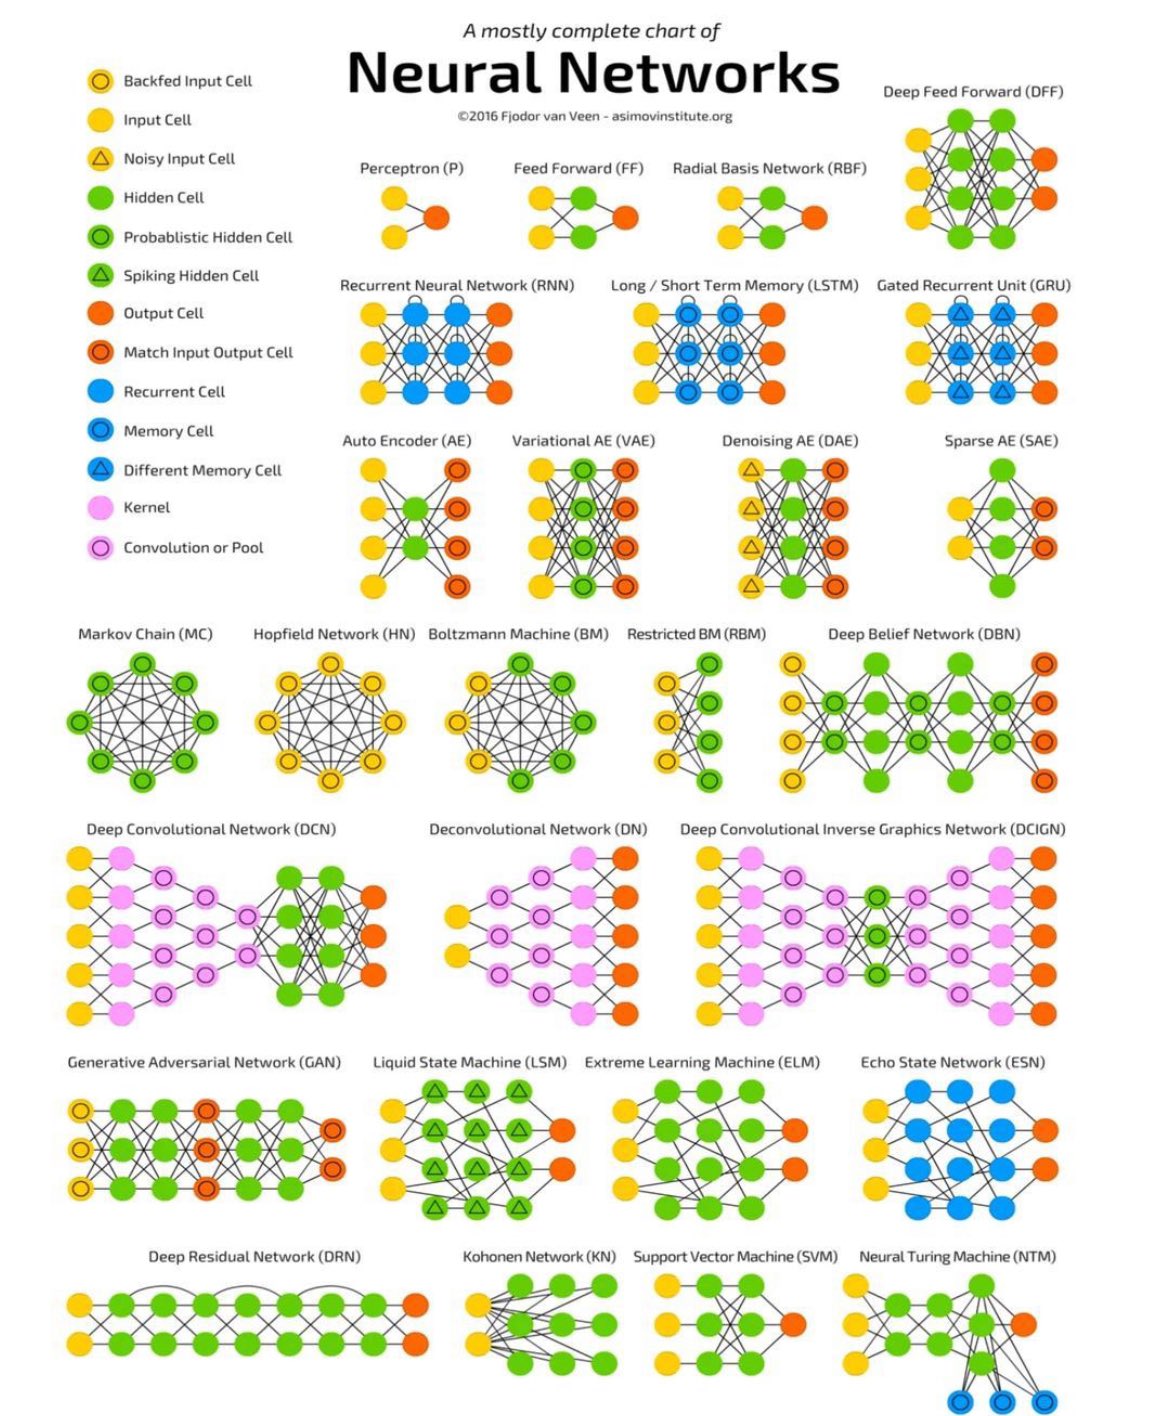 A mostly complete chart of
Neural Networks
©2016 Fjodor van Veen - asimovinstitute.org
Backfed Input Cell
Input Cell
Noisy Input Cell
Hidden Cell
Probablistic Hidden Cell
Spiking Hidden Cell
Output Cell
Match Input Output Cell
Recurrent Cell
Memory Cell
Different Memory Cell
Kernel
Convolution or Pool
Deep Feed Forward (DFF)
Perceptron (P)
Feed Forward (FF)
Radial Basis Network (RBF)
Recurrent Neural Network (RNN)
Long / Short Term Memory (LSTM)
Gated Recurrent Unit (GRU)
Auto Encoder (AE)
Variational AE (VAE)
Denoising AE (DAE)
Sparse AE (SAE)
Markov Chain (MC)
Hopfield Network (HN)
Boltzmann Machine (BM)
Restricted BM (RBM)
Deep Belief Network (DBN)
Deep Convolutional Network (DCN)
Deconvolutional Network (DN)
Deep Convolutional Inverse Graphics Network (DCIGN)
Generative Adversarial Network (GAN)
Liquid State Machine (LSM)
Extreme Learning Machine (ELM)
Echo State Network (ESN)
Deep Residual Network (DRN)
Kohonen Network (KN)
Support Vector Machine (SVM)
Neural Turing Machine (NTM)